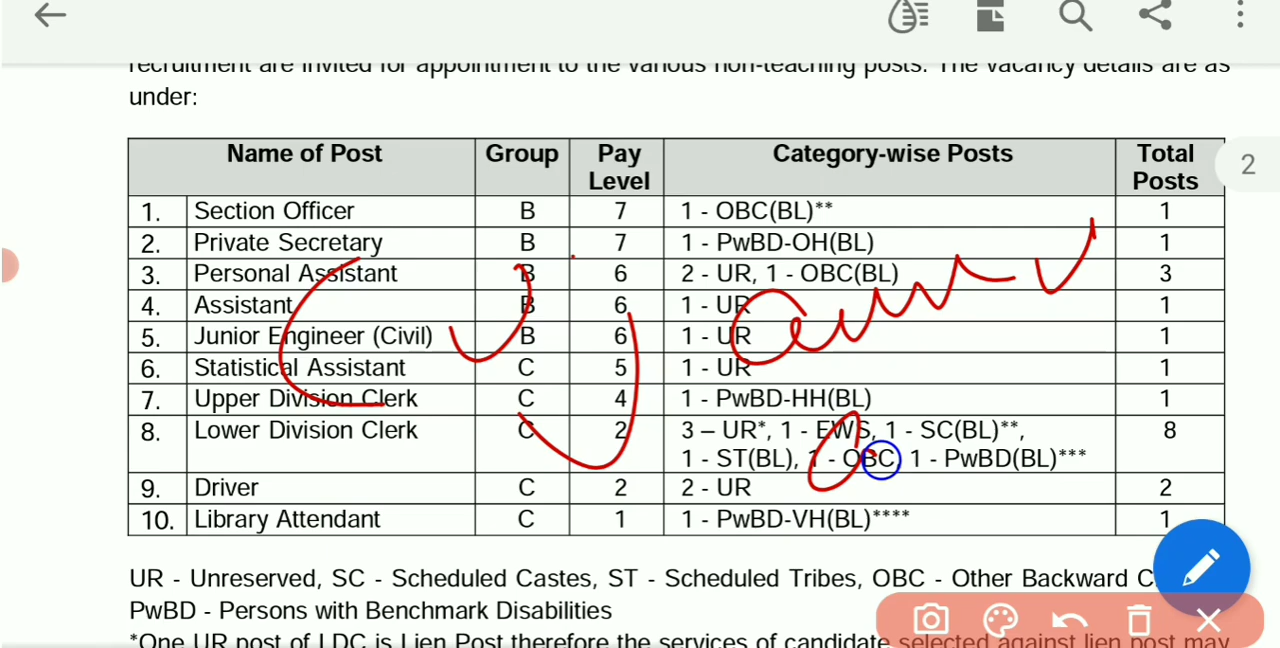 recruitment are invited for appointment to the various non-teaching posts. The vacancy details are as
under:
2
Name of Post Group Pay Level Category-wise Posts Total Posts
1. Section Officer B 7 1 - OBC(BL)** 1
2. Private Secretary B 7 1 - PwBD-OH(BL) 1
3. Personal Assistant B 6 2 - UR, 1 - OBC(BL) 3
4. Assistant B 6 1 - UR 1
5. Junior Engineer (Civil) B 6 1 - UR 1
6. Statistical Assistant C 5 1 - UR 1
7. Upper Division Clerk C 4 1 - PwBD-HH(BL) 1
8. Lower Division Clerk C 2 3 – UR*, 1 - EWS, 1 - SC(BL)**, 8
1 - ST(BL), 1 - OBC, 1 - PwBD(BL)***
9. Driver C 2 2 - UR 2
10. Library Attendant C 1 1 - PwBD-VH(BL)**** 1
UR - Unreserved, SC - Scheduled Castes, ST - Scheduled Tribes, OBC - Other Backward C
PwBD - Persons with Benchmark Disabilities
*One UR post of LDC is Lien Post therefore the services of candidate selected against lien post may